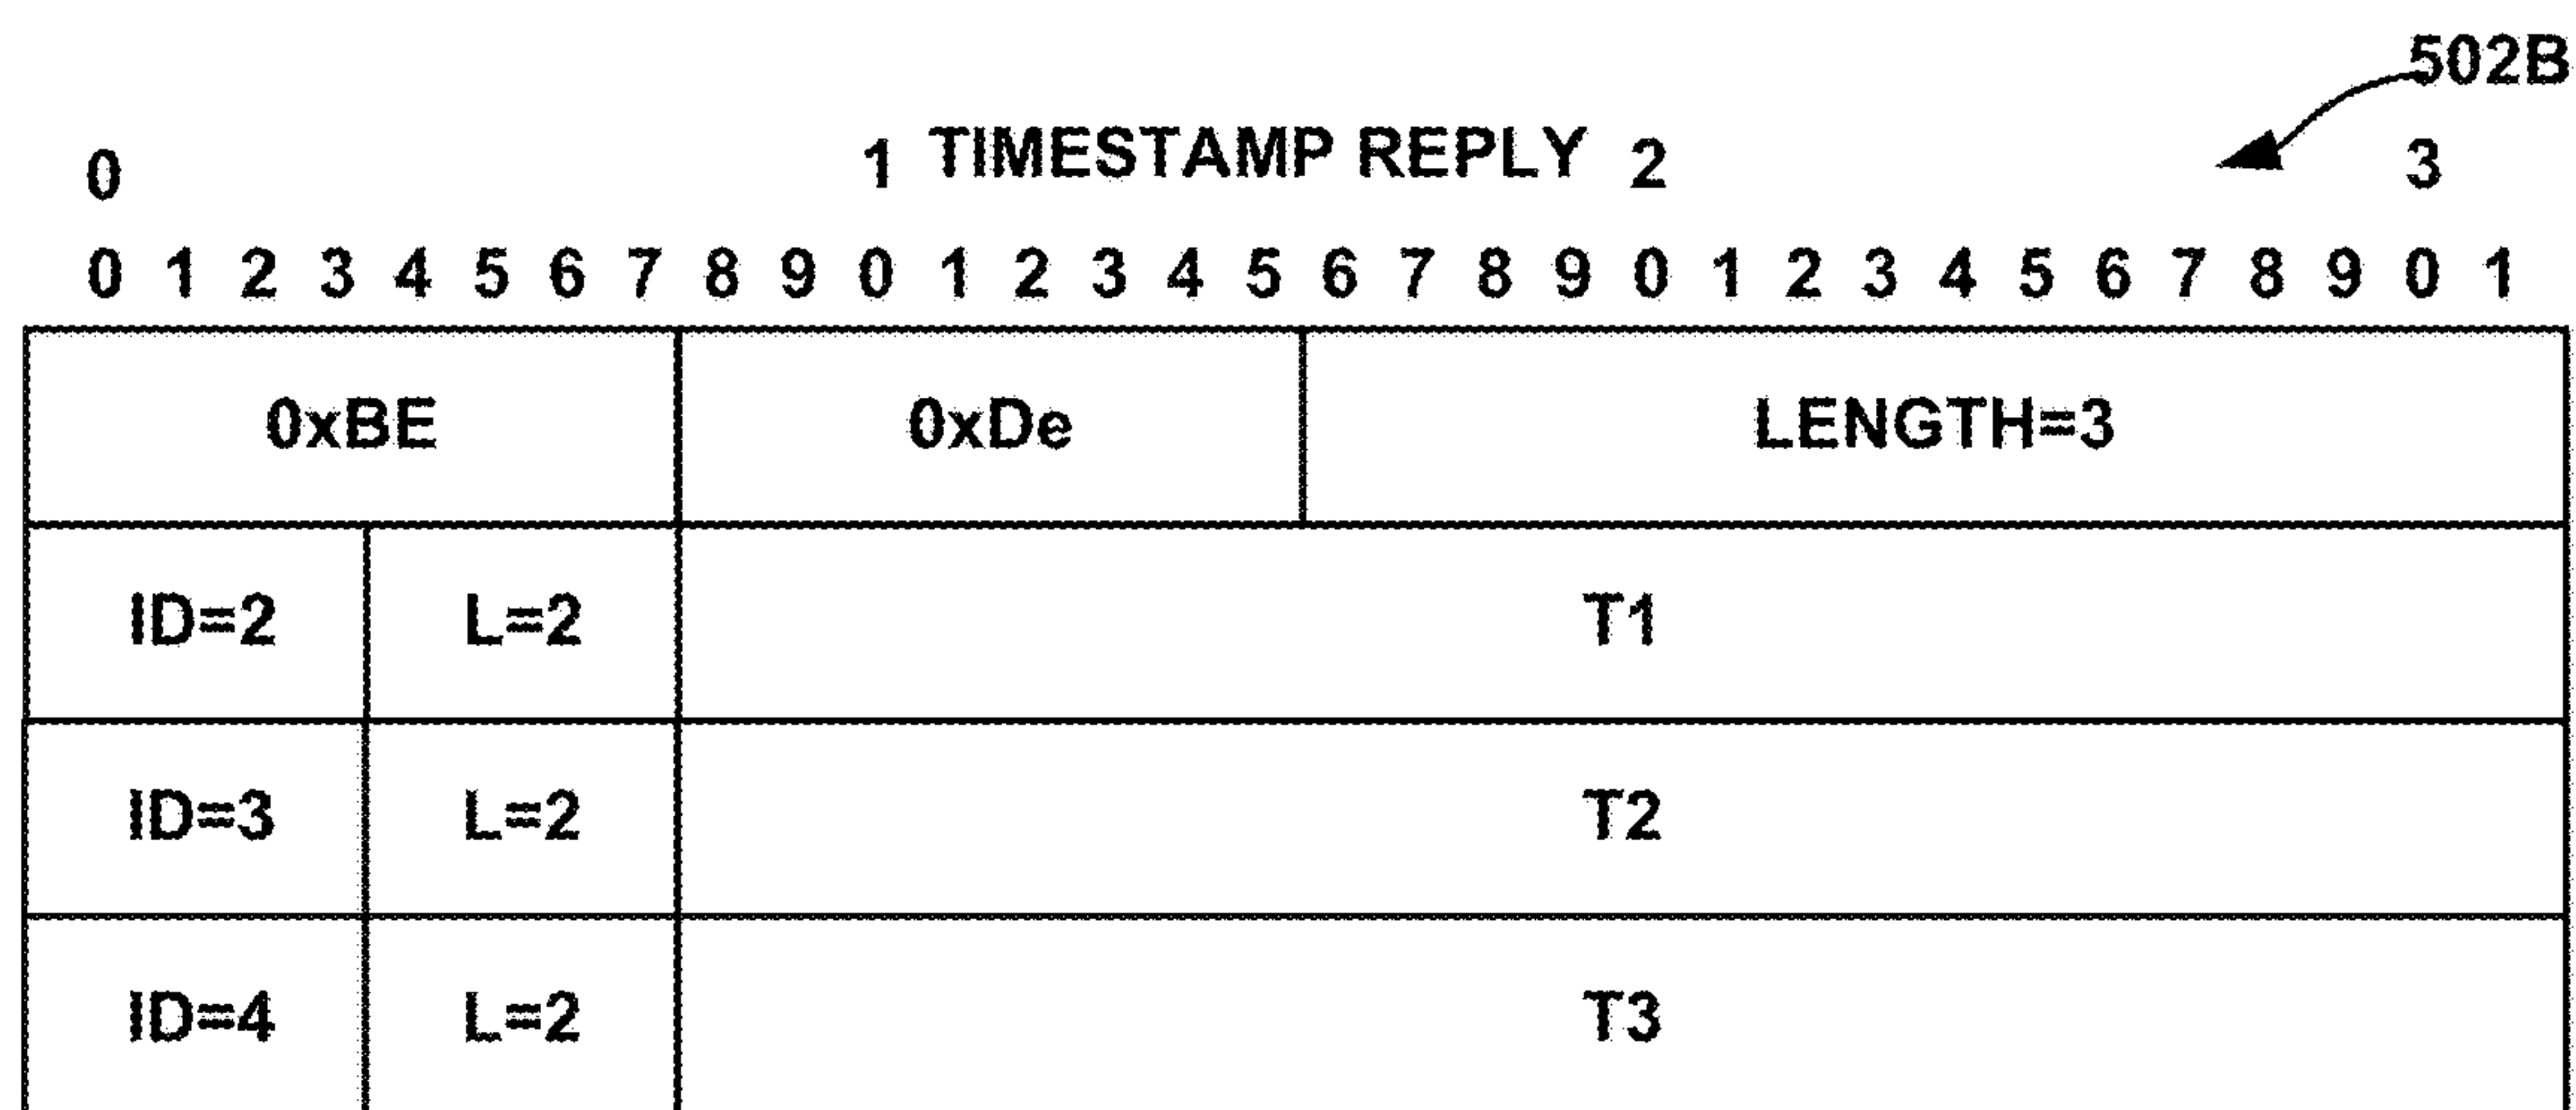 502B
0 1 TIMESTAMP REPLY 2 3
0 1 2 3 4 5 6 7 8 9 0 1 2 3 4 5 6 7 8 9 0 1 2 3 4 5 6 7 8 9 0 1
0xBE 0xDe LENGTH=3
ID=2 L=2 T1
ID=3 L=2 T2
ID=4 L=2 T3